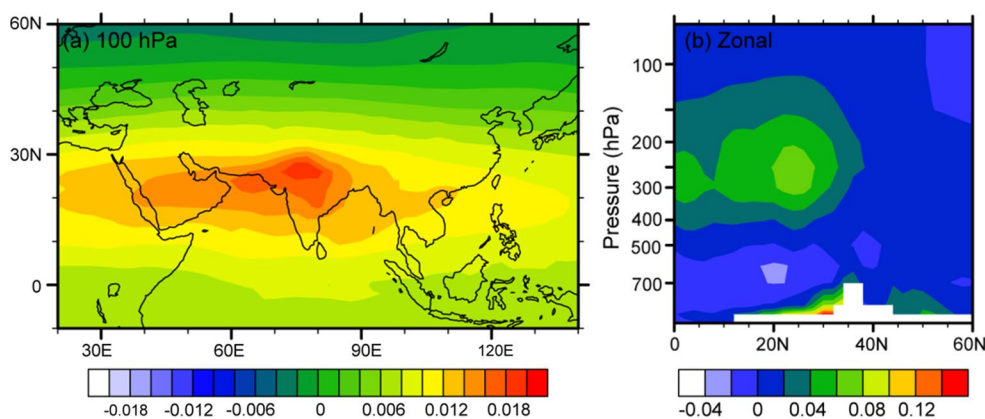 60N
(a) 100 hPa
30N
0
30E 60E 90E 120E
-0.018 -0.012 -0.006 0 0.006 0.012 0.018
(b) Zonal
Pressure (hPa)
100
200
300
400
500
700
0 20N 40N 60N
-0.04 0 0.04 0.12